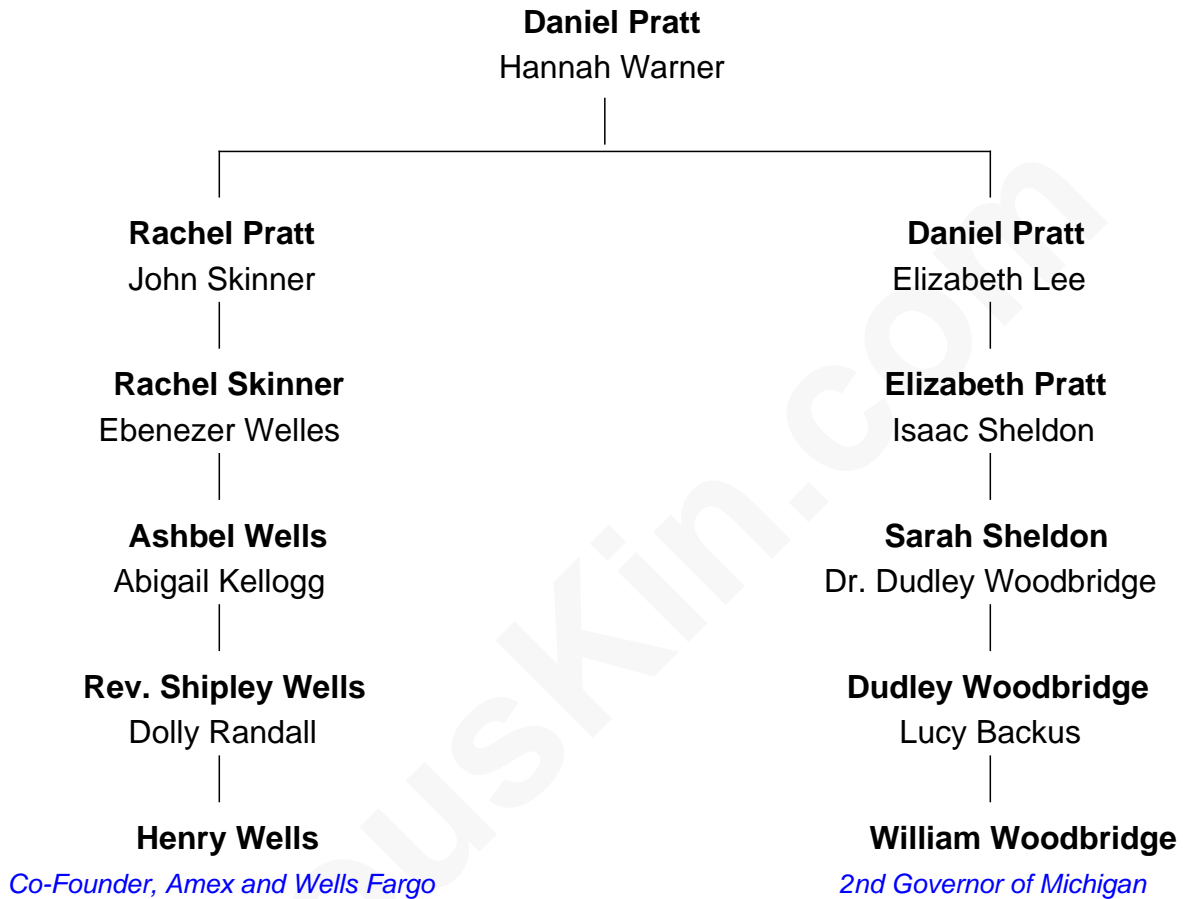 Daniel Pratt
Hannah Warner
Rachel Pratt
John Skinner
Daniel Pratt
Elizabeth Lee
Rachel Skinner
Ebenezer Welles
Elizabeth Pratt
Isaac Sheldon
Ashbel Wells
Abigail Kellogg
Sarah Sheldon
Dr. Dudley Woodbridge
Rev. Shipley Wells
Dolly Randall
Dudley Woodbridge
Lucy Backus
Henry Wells
Co-Founder, Amex and Wells Fargo
William Woodbridge
2nd Governor of Michigan
usKin.com